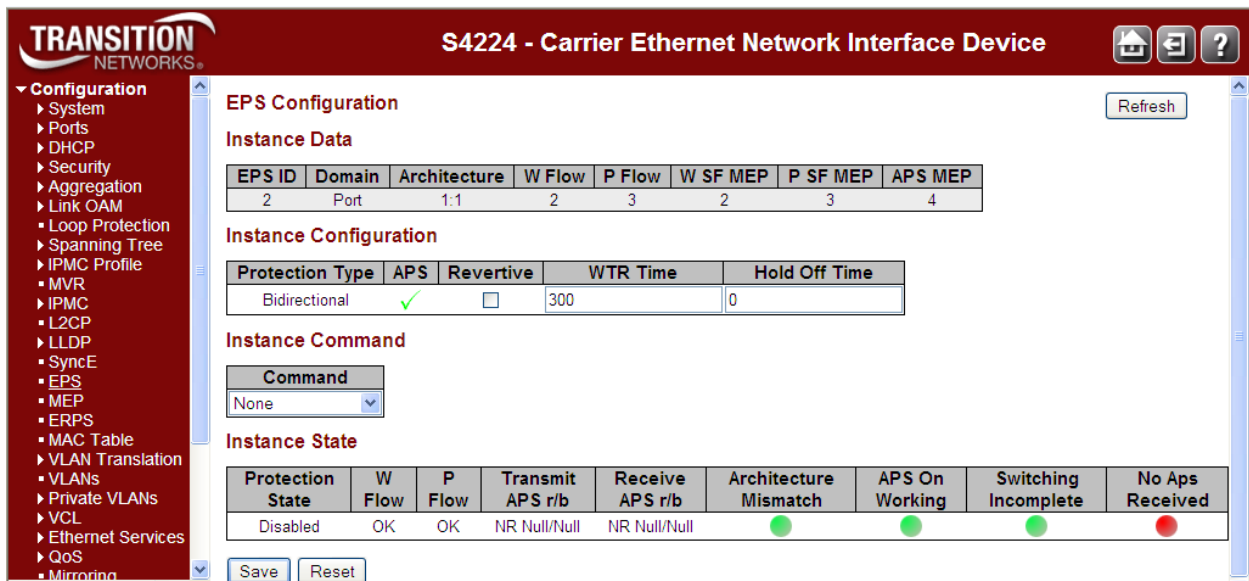 TRANSITION
NETWORKS®
S4224 - Carrier Ethernet Network Interface Device
?
Configuration
System
Ports
DHCP
Security
Aggregation
Link OAM
Loop Protection
Spanning Tree
IPMC Profile
MVR
IPMC
L2CP
LLDP
SyncE
EPS
MEP
ERPS
MAC Table
VLAN Translation
VLANs
Private VLANs
VCL
Ethernet Services
QoS
Mirroring
EPS Configuration
Refresh
Instance Data
EPS ID Domain Architecture W Flow P Flow W SF MEP P SF MEP APS MEP
2 Port 1:1 2 3 2 3 4
Instance Configuration
Protection Type APS Revertive WTR Time Hold Off Time
Bidirectional 300 0
Instance Command
Command
None
Instance State
Protection State W Flow P Flow Transmit APS r/b Receive APS r/b Architecture Mismatch APS On Working Switching Incomplete No Aps Received
Disabled OK OK NR Null/Null NR Null/Null
Save Reset